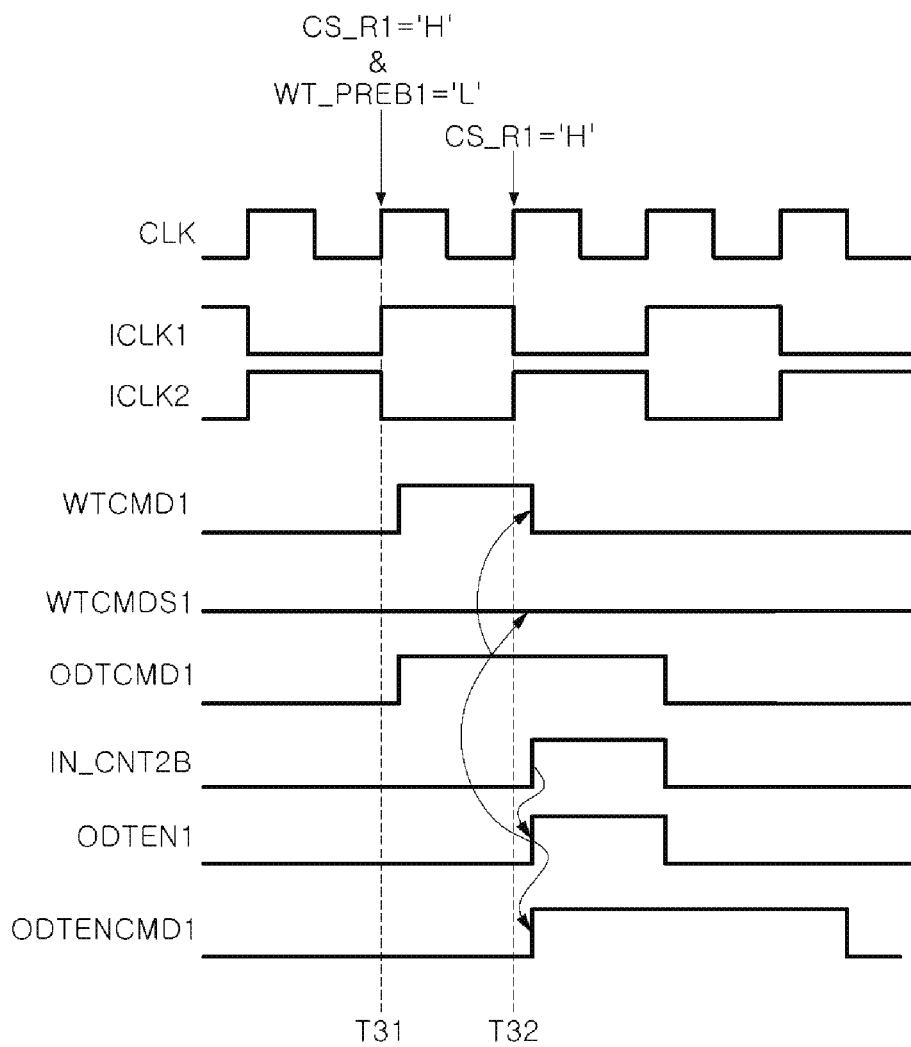 CS_R1='H'
&
WT_PREB1='L'
CS_R1='H'
CLK
ICLK1
ICLK2
WTCMD1
WTCMDS1
ODTCMD1
IN_CNT2B
ODTEN1
ODTENCMD1
T31 T32